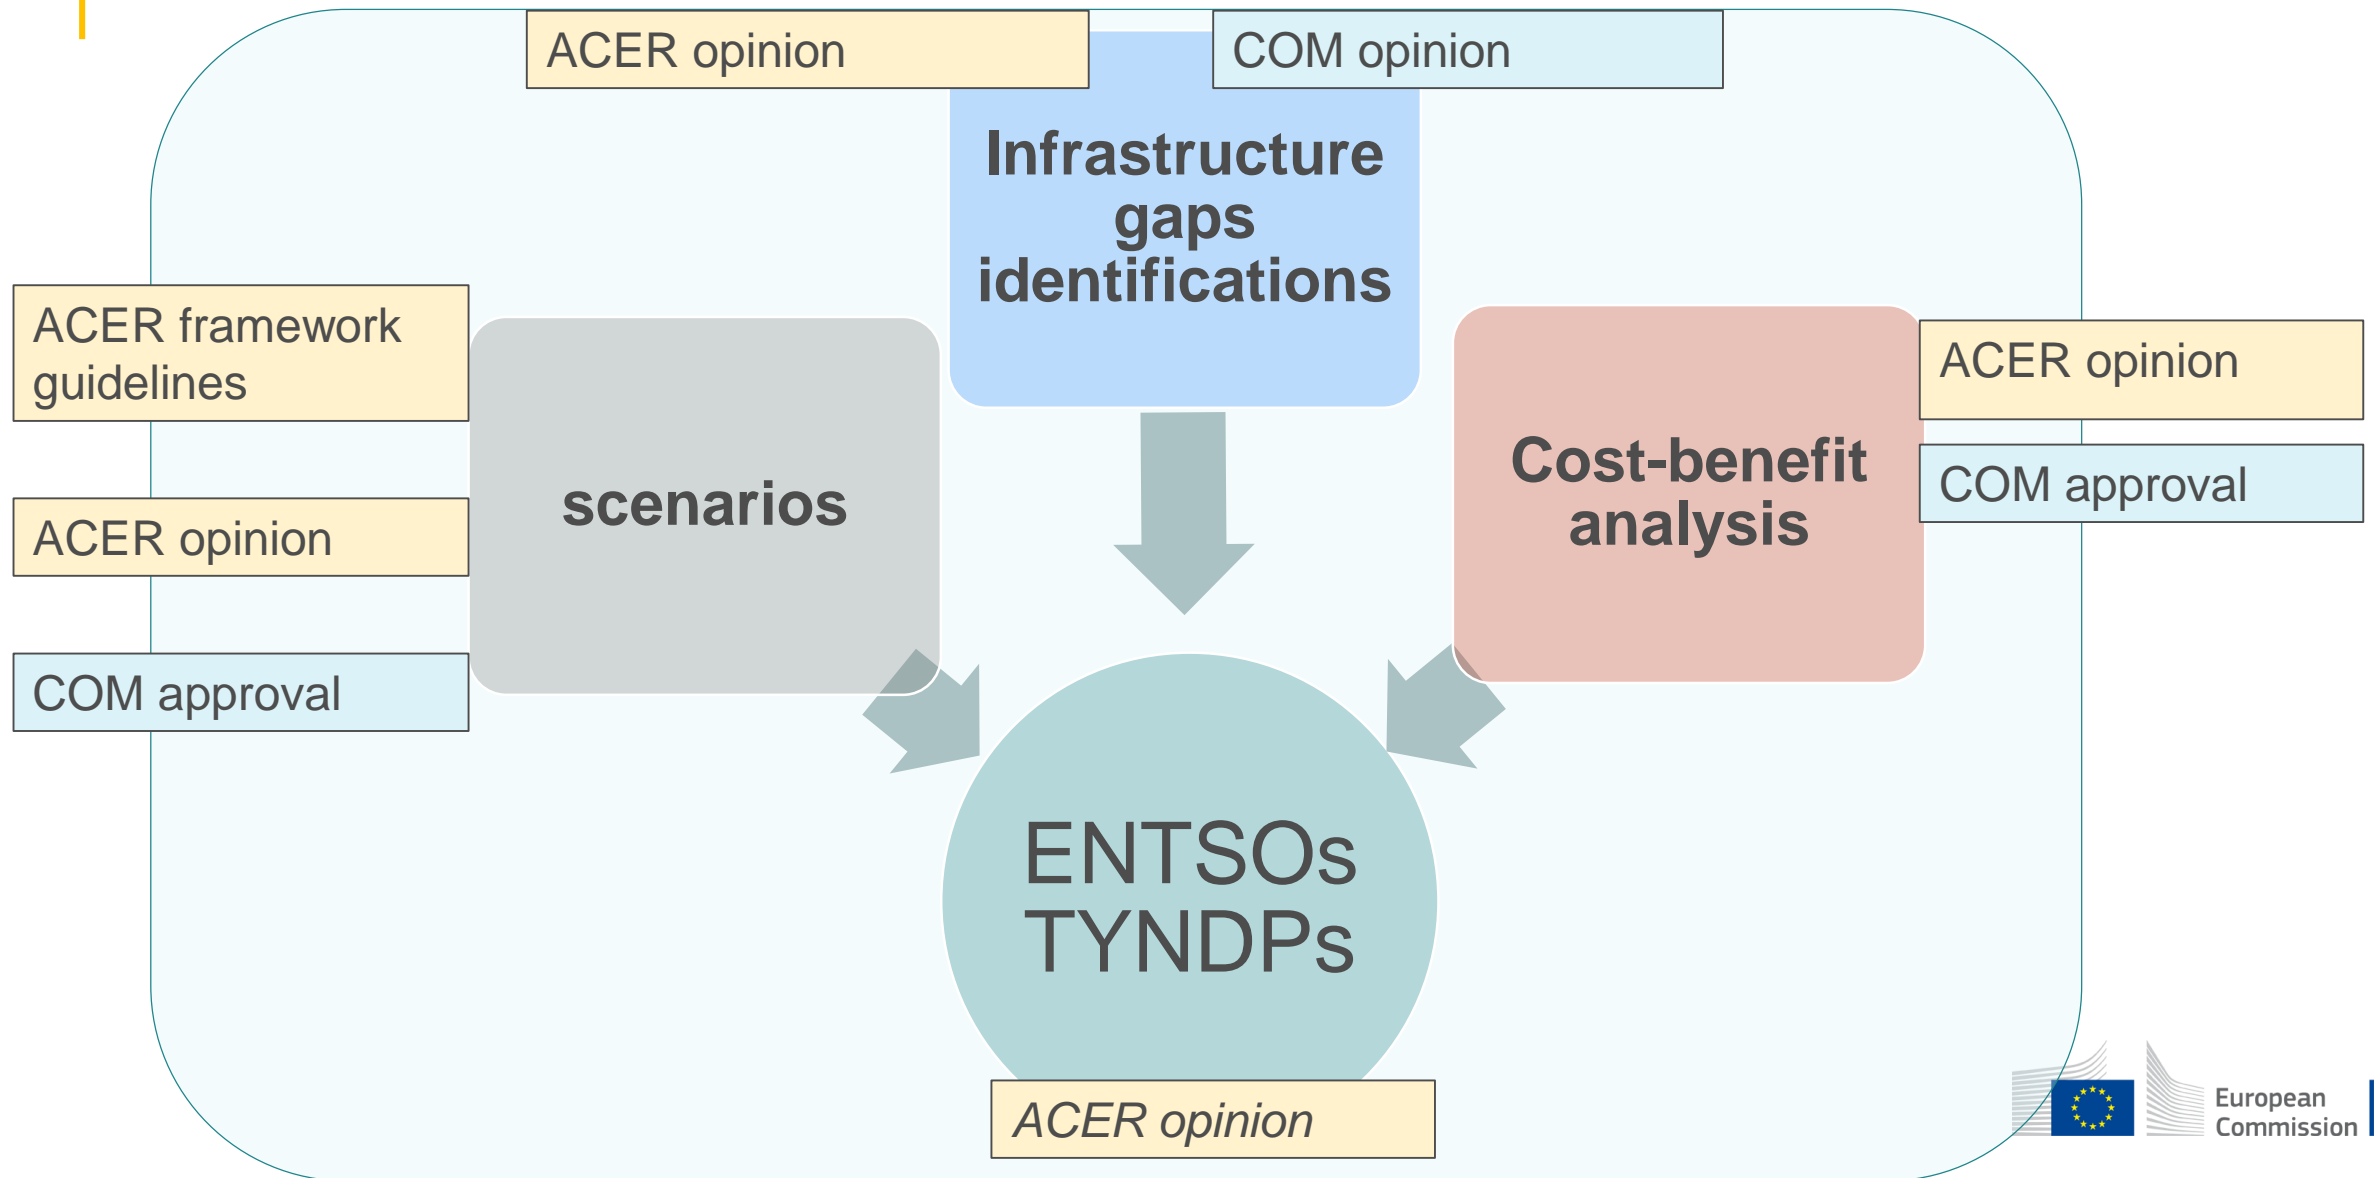 ACER opinion
COM opinion
Infrastructure
gaps
identifications
ACER framework
guidelines
ACER opinion
COM approval
scenarios
Cost-benefit
analysis
ACER opinion
COM approval
ENTSOs
TYNDPs
ACER opinion
European
Commission